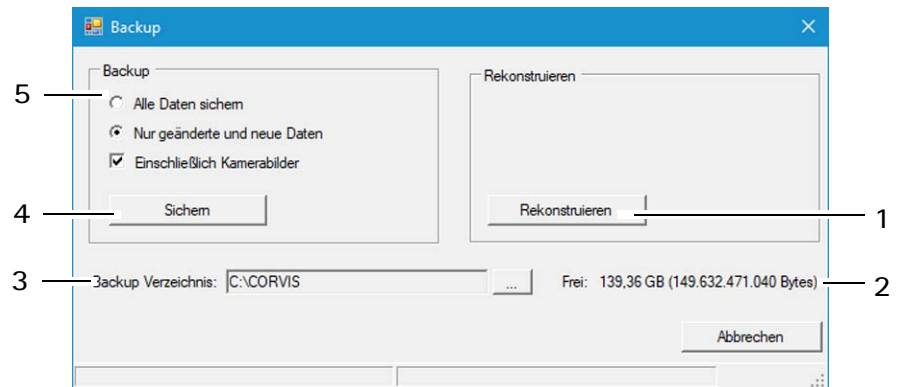 Backup
Backup
Rekonstruieren
5
Alle Daten sichern
Nur geänderte und neue Daten
Einschließlich Kamerabilder
4
Sichern
Rekonstruieren
1
3
Backup Verzeichnis: C:\CORVIS ... Frei: 139,36 GB (149.632.471.040 Bytes)
2
Abbrechen